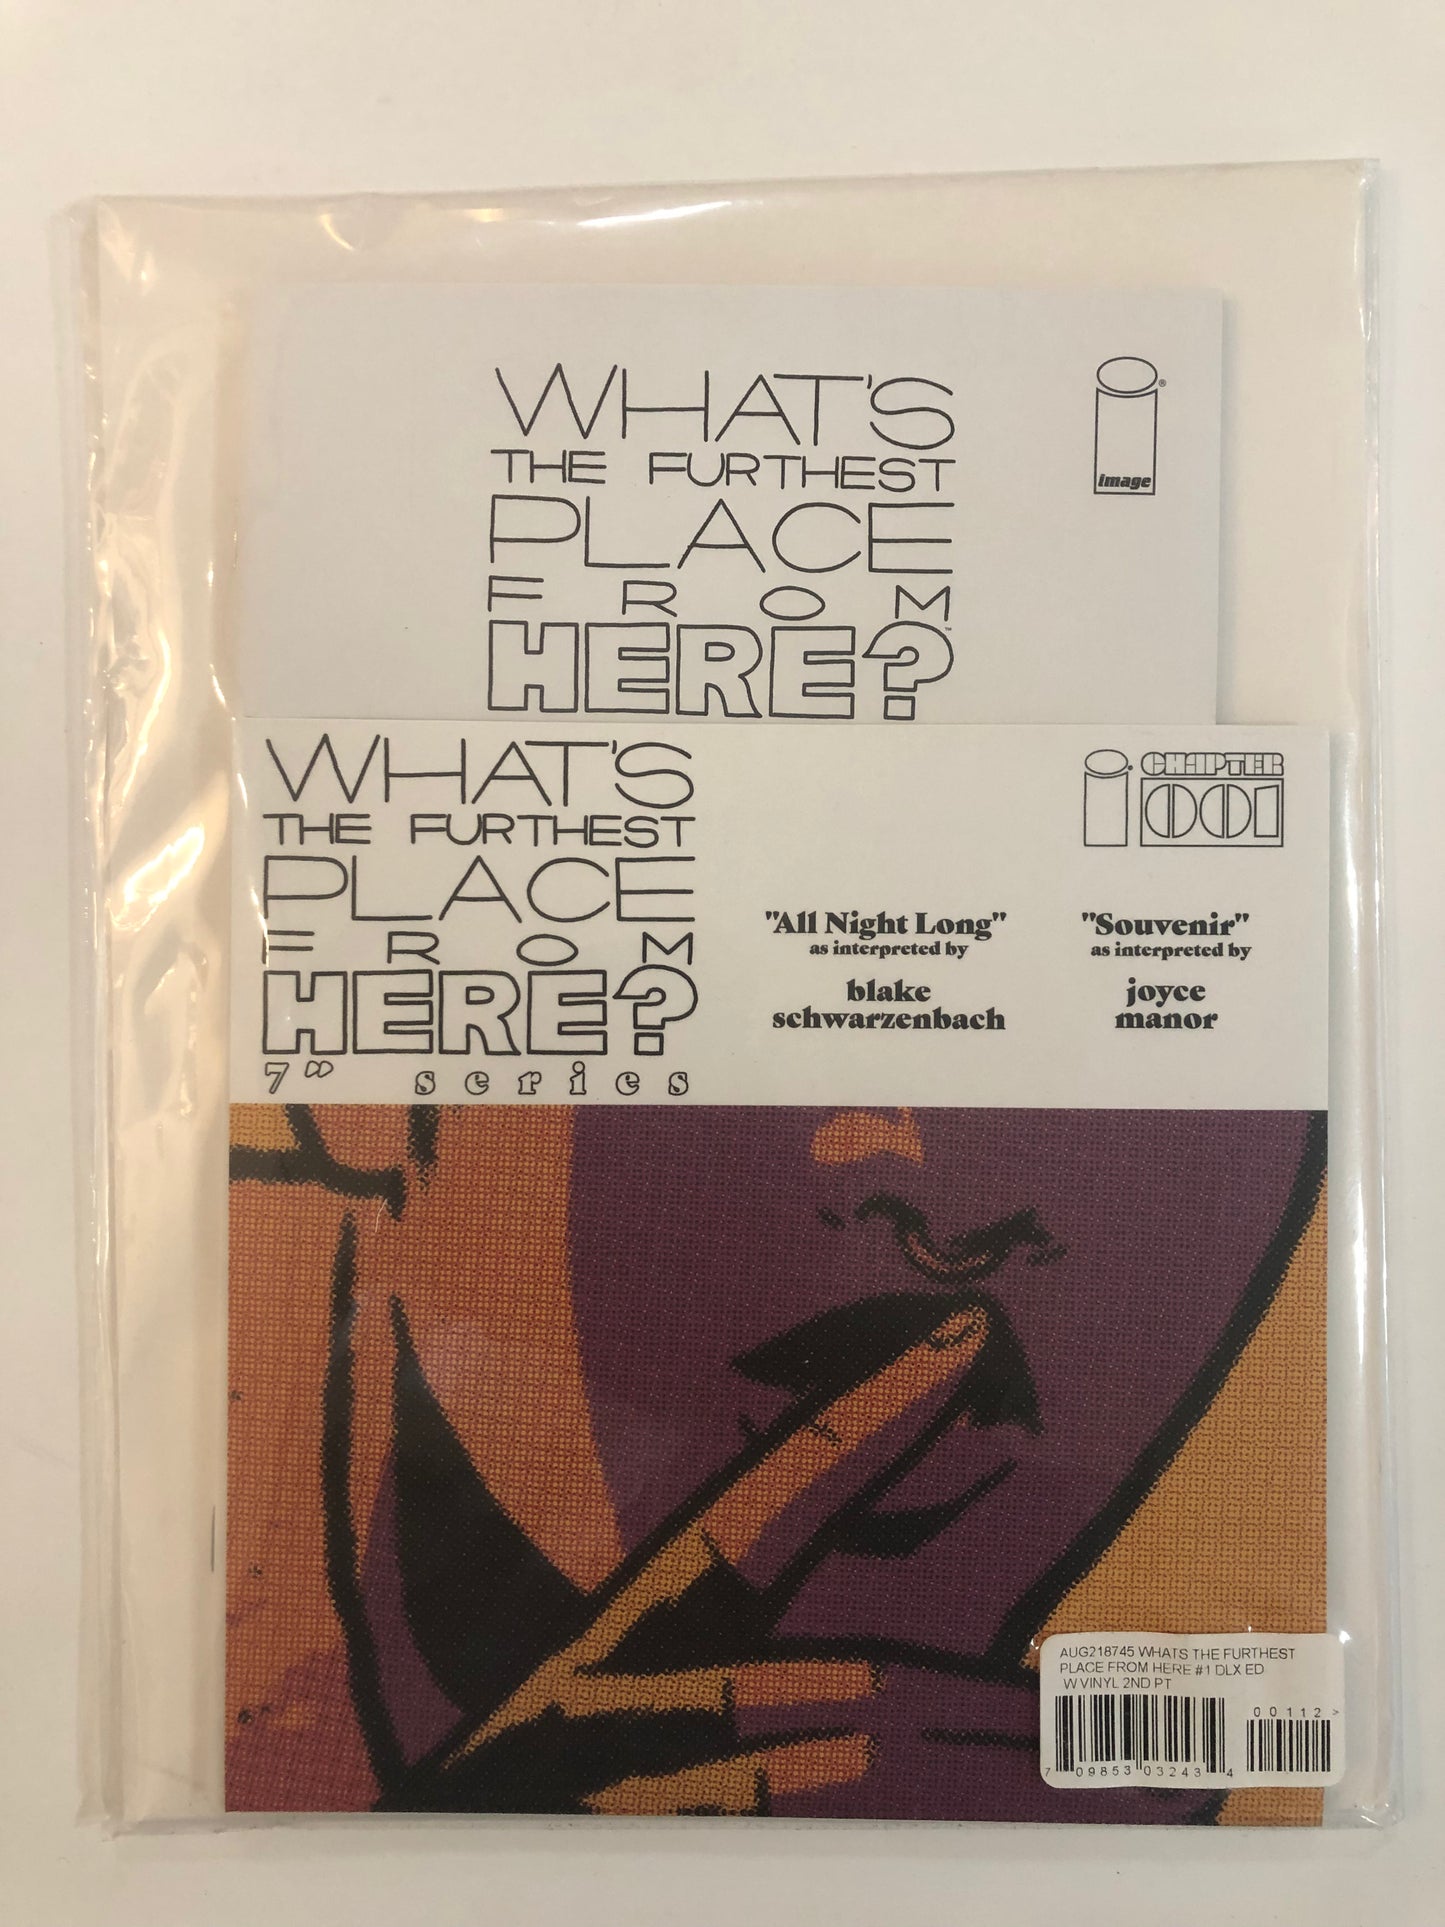 WHAT'S
THE FURTHEST
PLACE
FROM
HERE?™
®
image
WHAT'S
THE FURTHEST
PLACE
FROM
HERE?
7" series
i
CHAPTER
001
"All Night Long"
as interpreted by
blake
schwarzenbach
"Souvenir"
as interpreted by
joyce
manor
AUG218745 WHATS THE FURTHEST
PLACE FROM HERE #1 DLX ED
W VINYL 2ND PT
00112 >
7 09853 03243 4